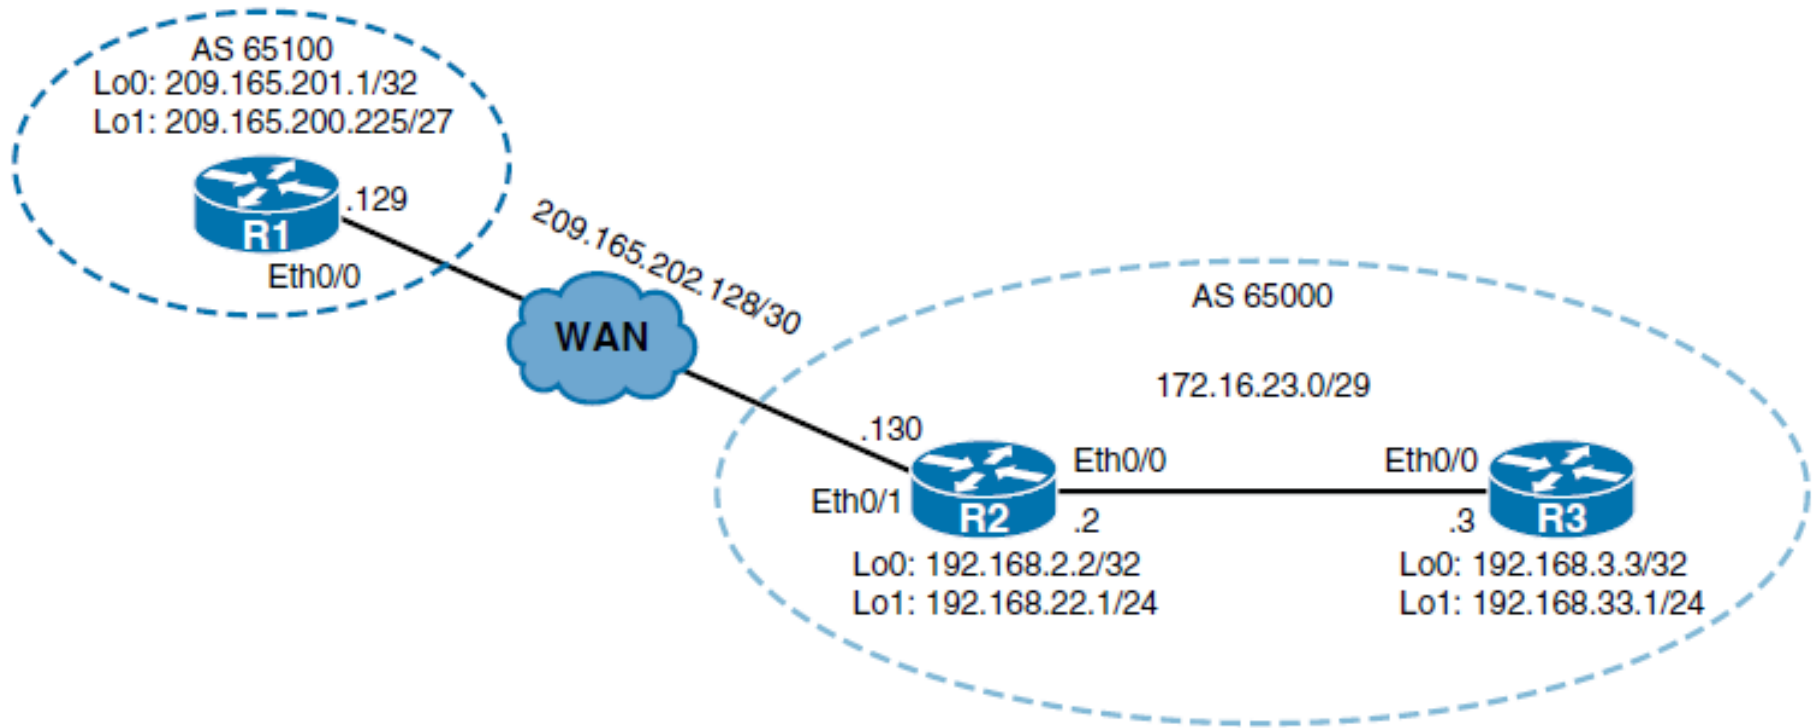 AS 65100
Lo0: 209.165.201.1/32
Lo1: 209.165.200.225/27
.129
R1
Eth0/0
209.165.202.128/30
WAN
AS 65000
172.16.23.0/29
.130
Eth0/0
Eth0/0
Eth0/1
R2
.2
.3
R3
Lo0: 192.168.2.2/32
Lo1: 192.168.22.1/24
Lo0: 192.168.3.3/32
Lo1: 192.168.33.1/24